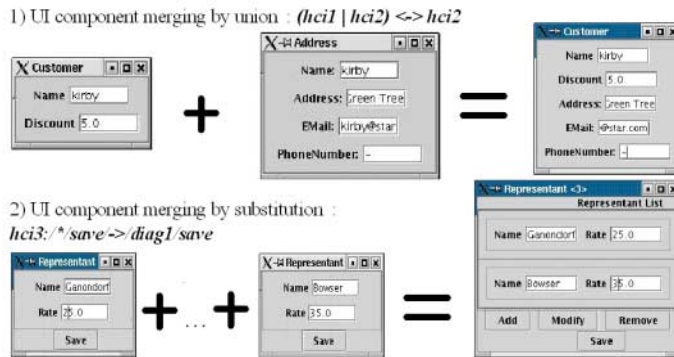 1) UI component merging by union : (hci1 | hci2) <-> hci2
Customer
Name kirby
Discount 5.0
+
Address
Name: kirby
Address: Green Tree
EMail: kirby@star
PhoneNumber: -
=
Customer
Name kirby
Discount 5.0
Address: Green Tree
EMail: @star.com
PhoneNumber: -
2) UI component merging by substitution :
hci3:/*/save/->/diag1/save
Representant
Name Ganondorf
Rate 25.0
Save
+ ... +
Representant
Name Bowser
Rate 35.0
Save
=
Representant <3>
Representant List
Name Ganondorf Rate 25.0
Name Bowser Rate 35.0
Add Modify Remove
Save